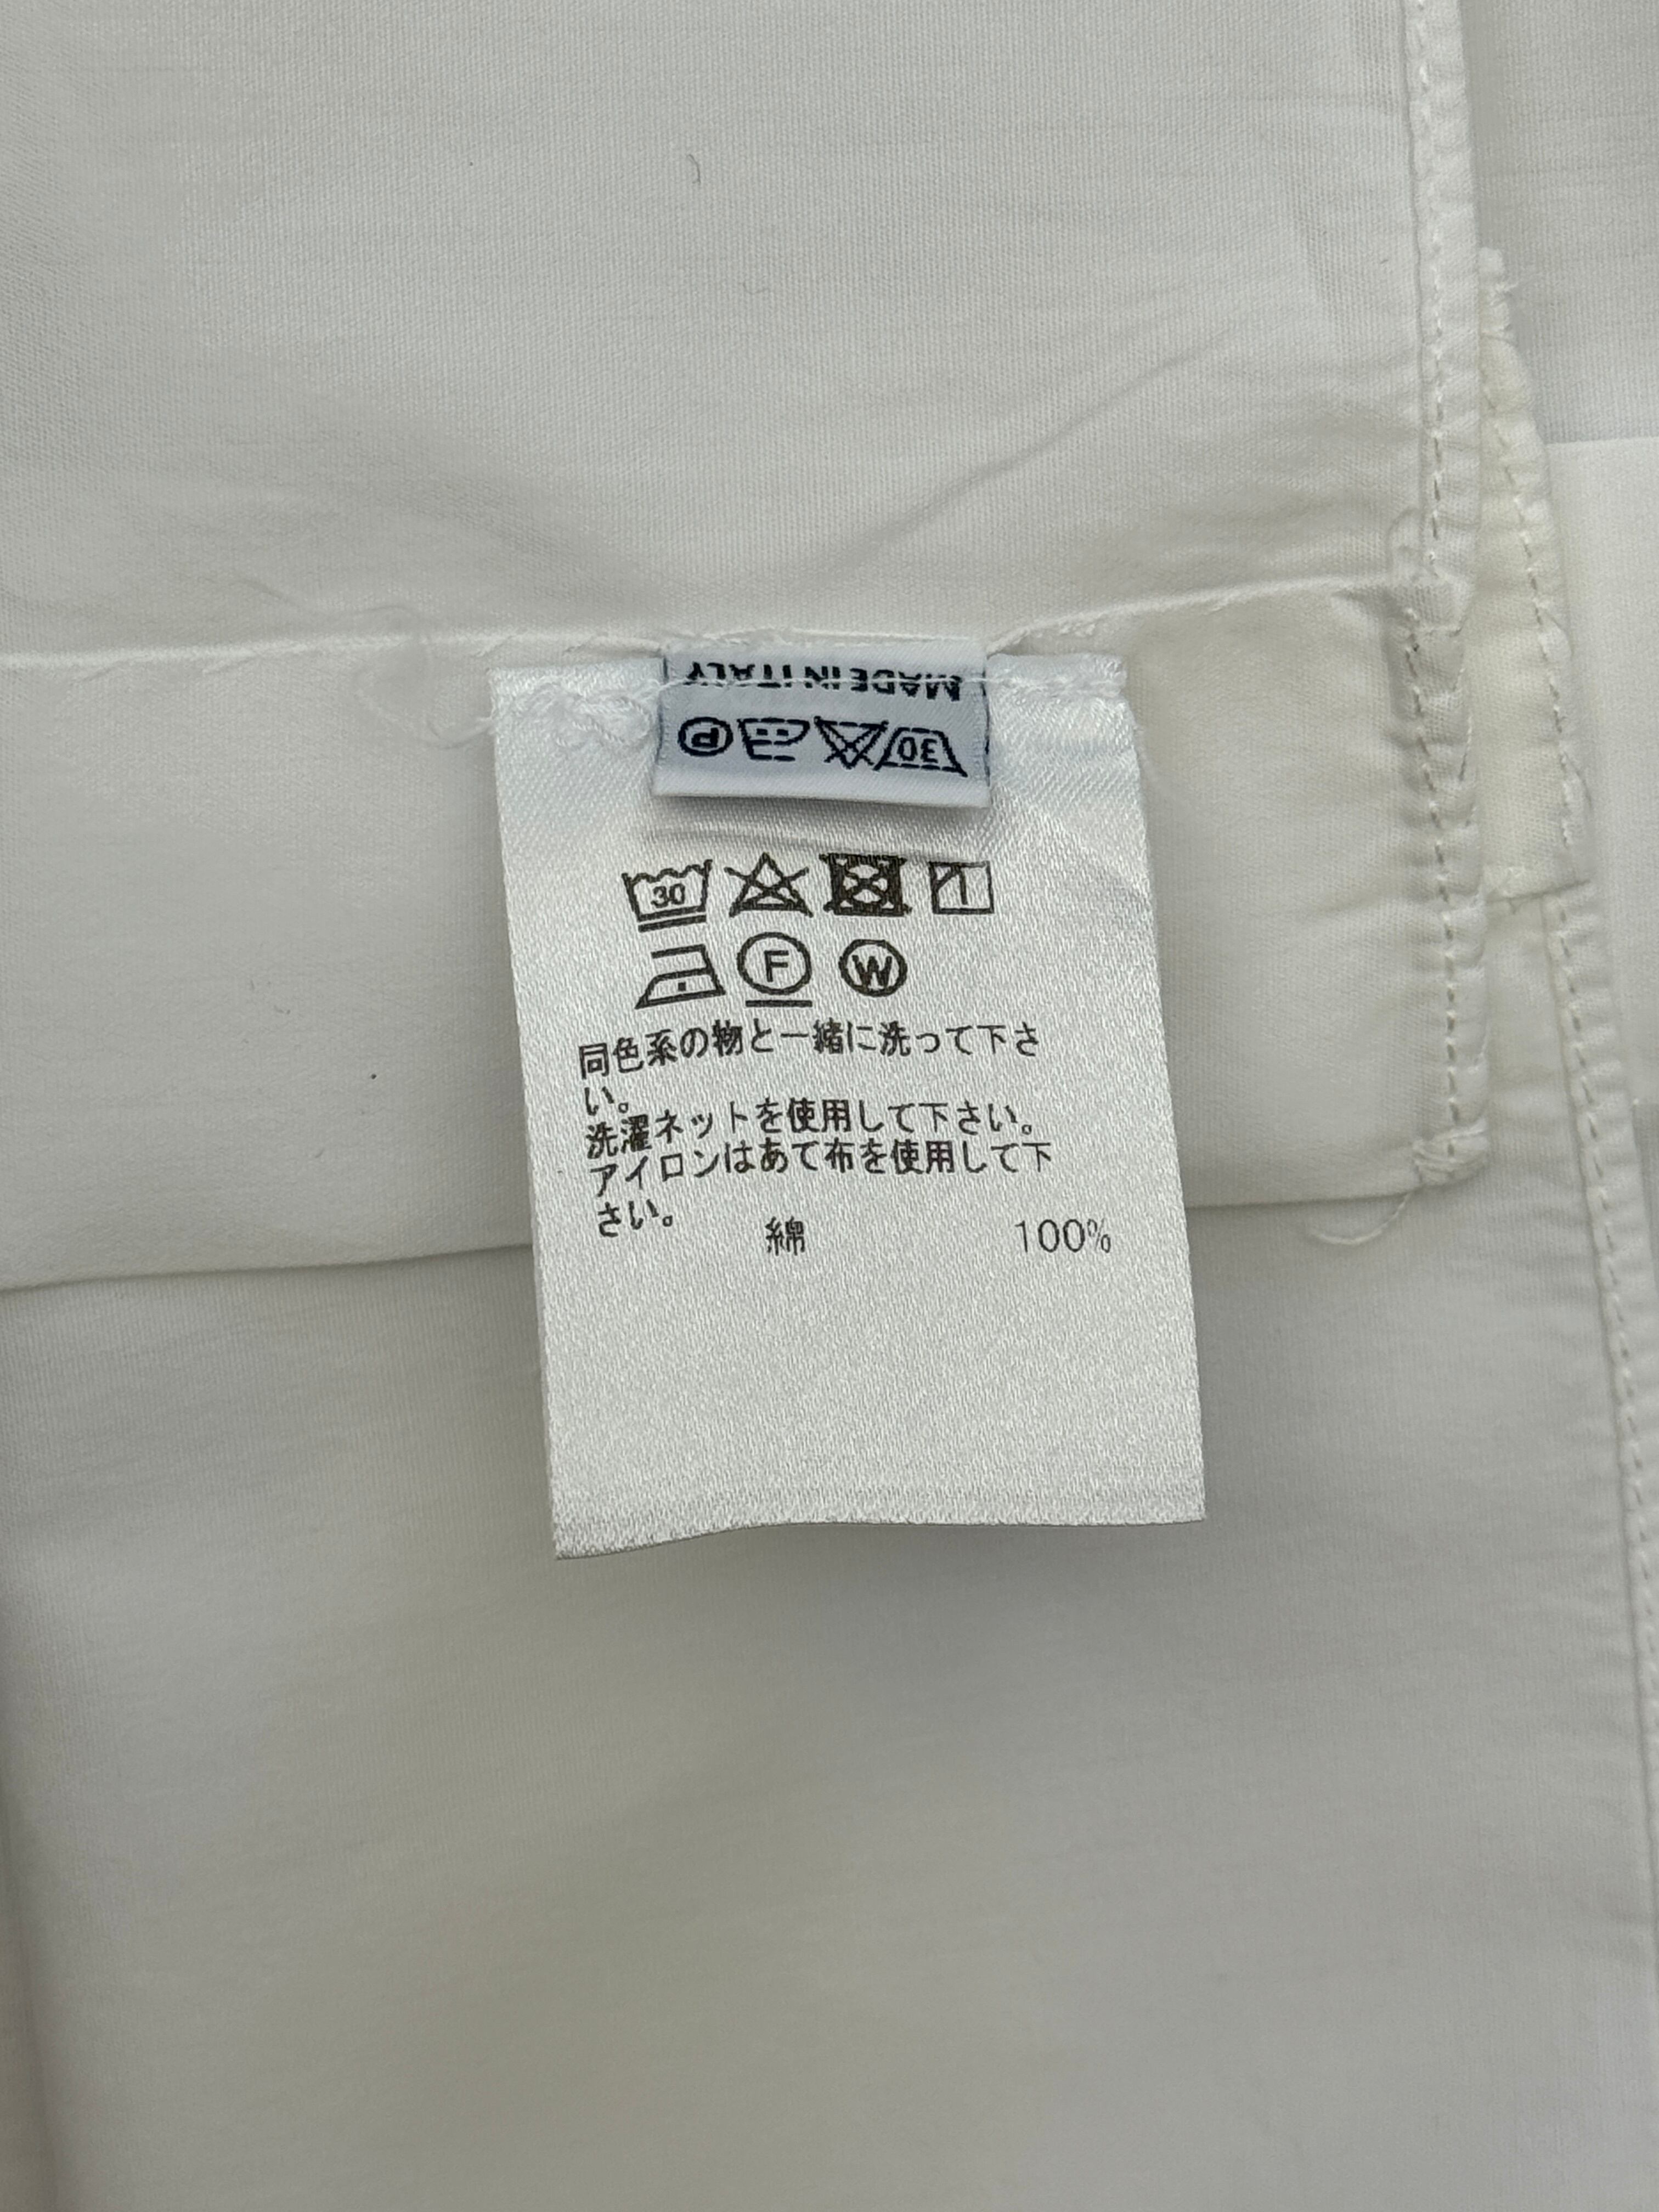 MADE IN ITALY
30 P
30
F W
同色系の物と一緒に洗って下さ
い。
洗濯ネットを使用して下さい。
アイロンはあて布を使用して下
さい。
綿 100%